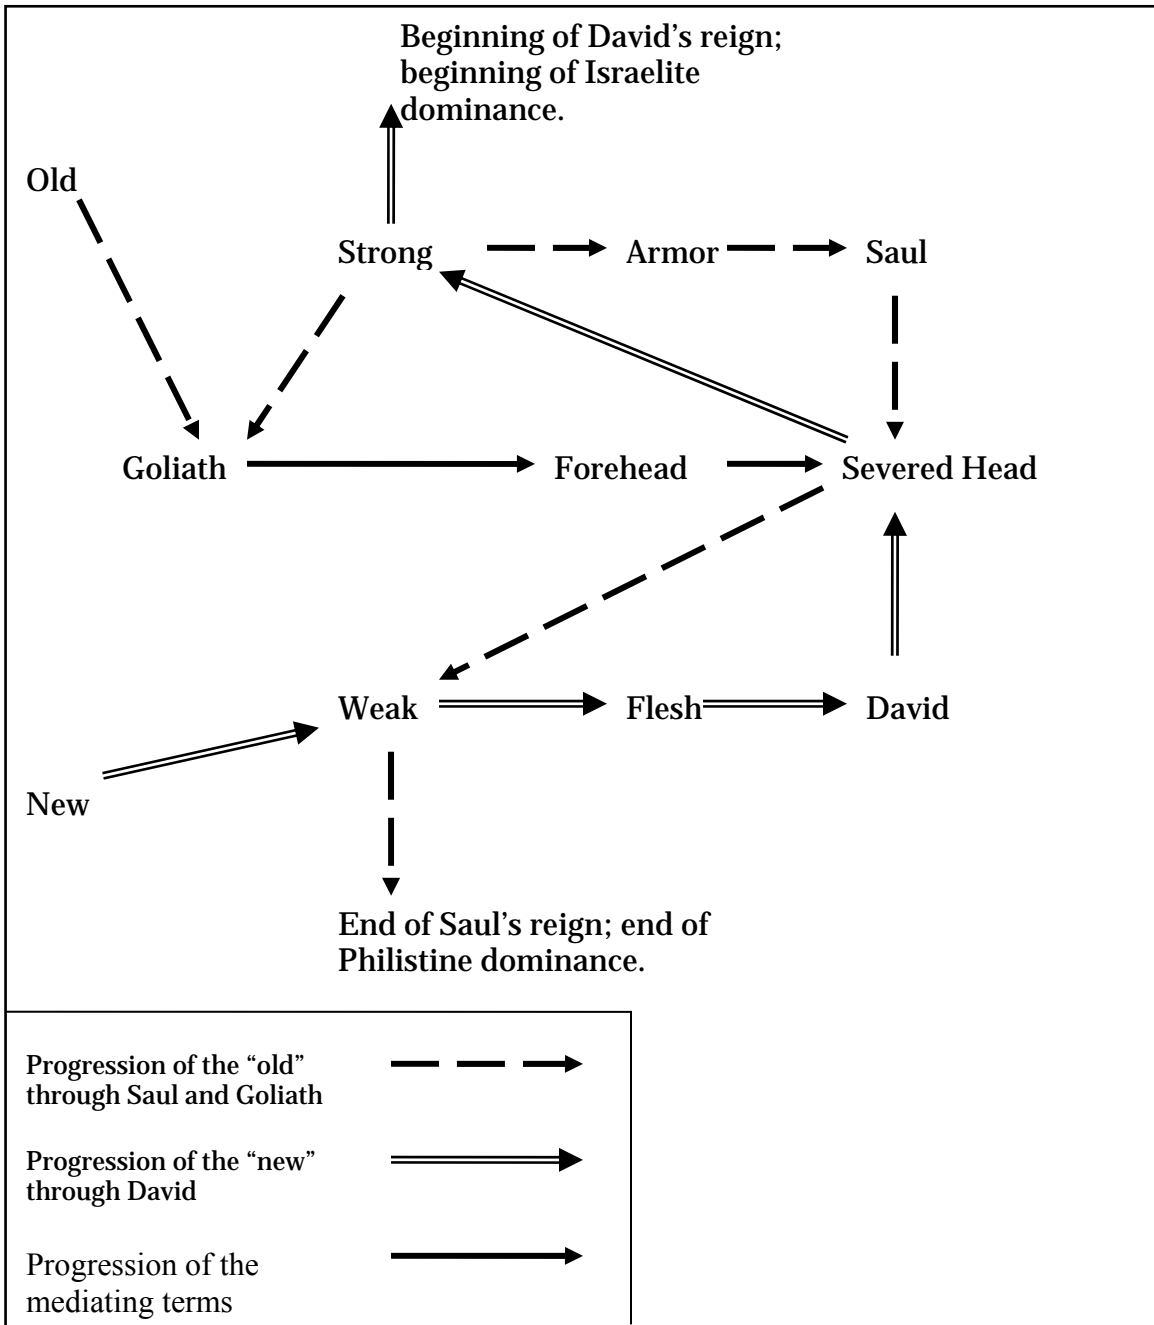 Beginning of David’s reign;
beginning of Israelite
dominance.
Old
Strong
Armor
Saul
Goliath
Forehead
Severed Head
Weak
Flesh
David
New
End of Saul’s reign; end of
Philistine dominance.
Progression of the “old”
through Saul and Goliath
Progression of the “new”
through David
Progression of the
mediating terms